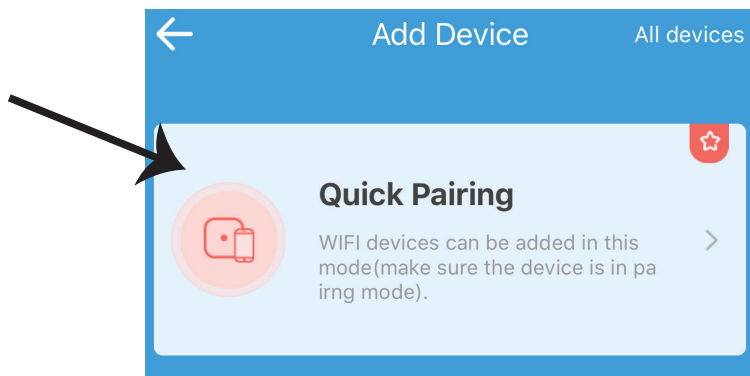 Add Device
All devices
Quick Pairing
WIFI devices can be added in this
mode(make sure the device is in pa
irng mode).